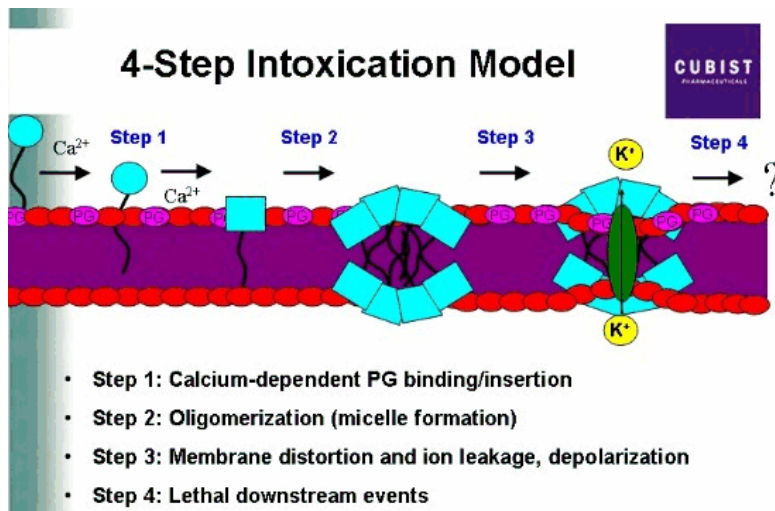 4-Step Intoxication Model
CUBIST
PHARMACEUTICALS
Ca²⁺
Step 1
Ca²⁺
Step 2
Step 3
K⁺
Step 4
?
PG
PG
PG
PG
PG
PG
PG
PG
K⁺
• Step 1: Calcium-dependent PG binding/insertion
• Step 2: Oligomerization (micelle formation)
• Step 3: Membrane distortion and ion leakage, depolarization
• Step 4: Lethal downstream events